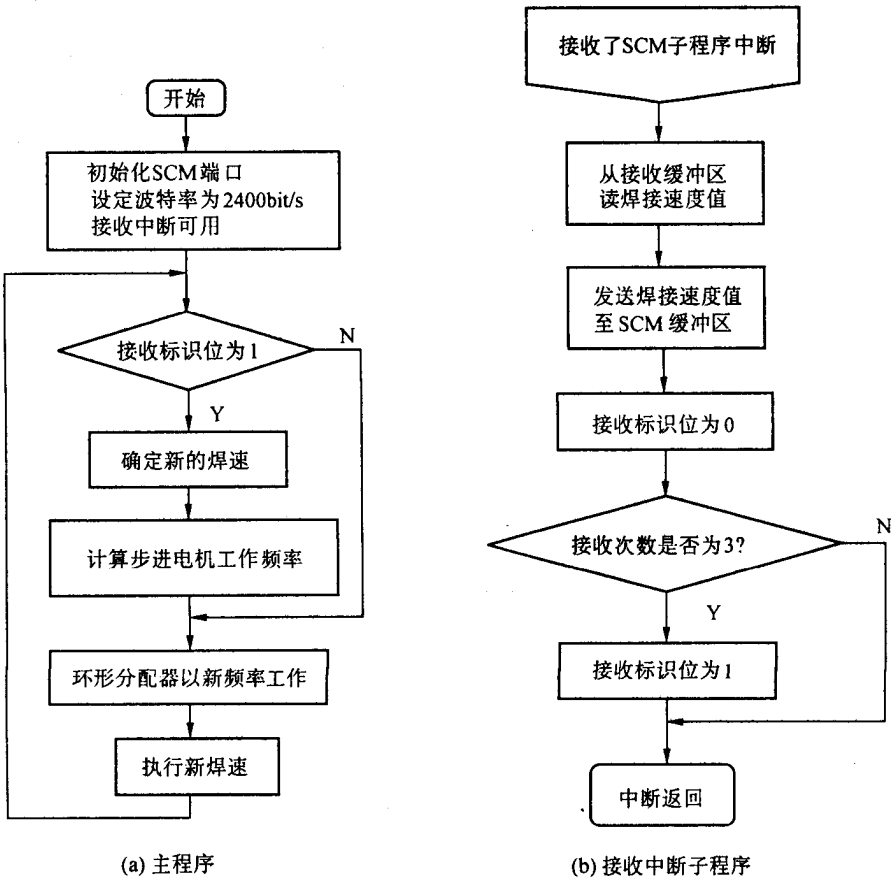 开始
初始化SCM端口
设定波特率为2400bit/s
接收中断可用
接收标识位为1
N
Y
确定新的焊速
计算步进电机工作频率
环形分配器以新频率工作
执行新焊速
(a) 主程序
接收了SCM子程序中断
从接收缓冲区
读焊接速度值
发送焊接速度值
至SCM缓冲区
接收标识位为0
接收次数是否为3?
N
Y
接收标识位为1
中断返回
(b) 接收中断子程序